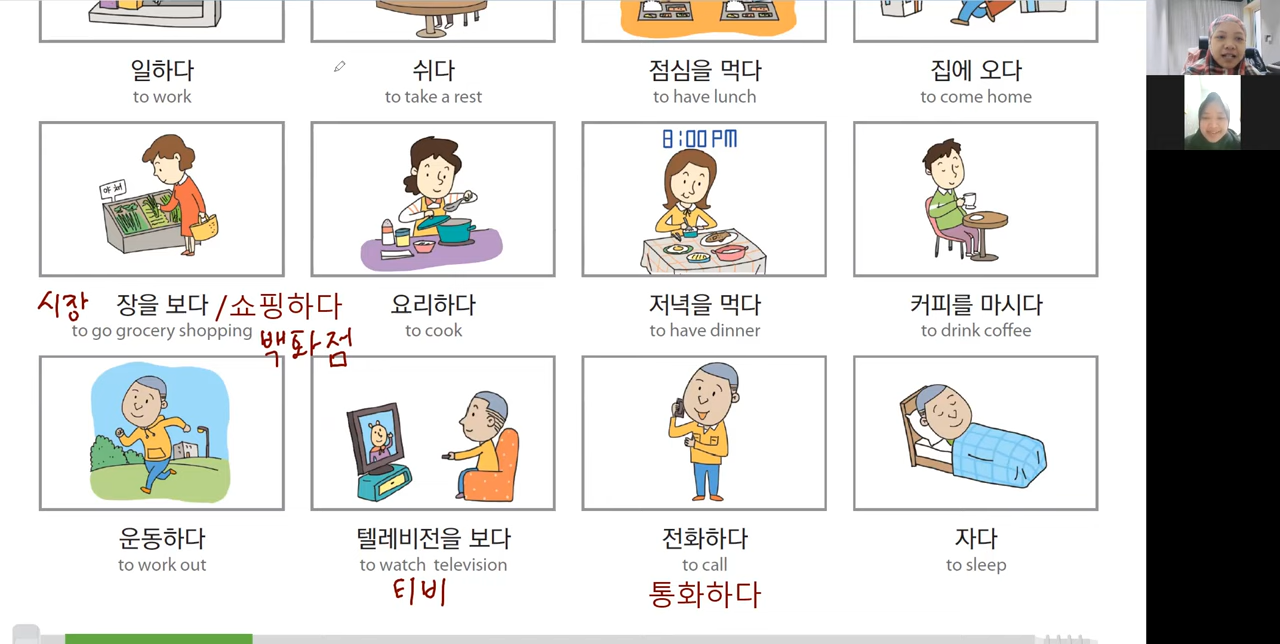 일하다 쉬다 점심을 먹다 집에 오다
to work to take a rest to have lunch to come home
야채 8:00 PM
시장 장을 보다 /쇼핑하다 요리하다 저녁을 먹다 커피를 마시다
to go grocery shopping to cook to have dinner to drink coffee
백화점
운동하다 텔레비전을 보다 전화하다 자다
to work out to watch television to call to sleep
티비 통화하다